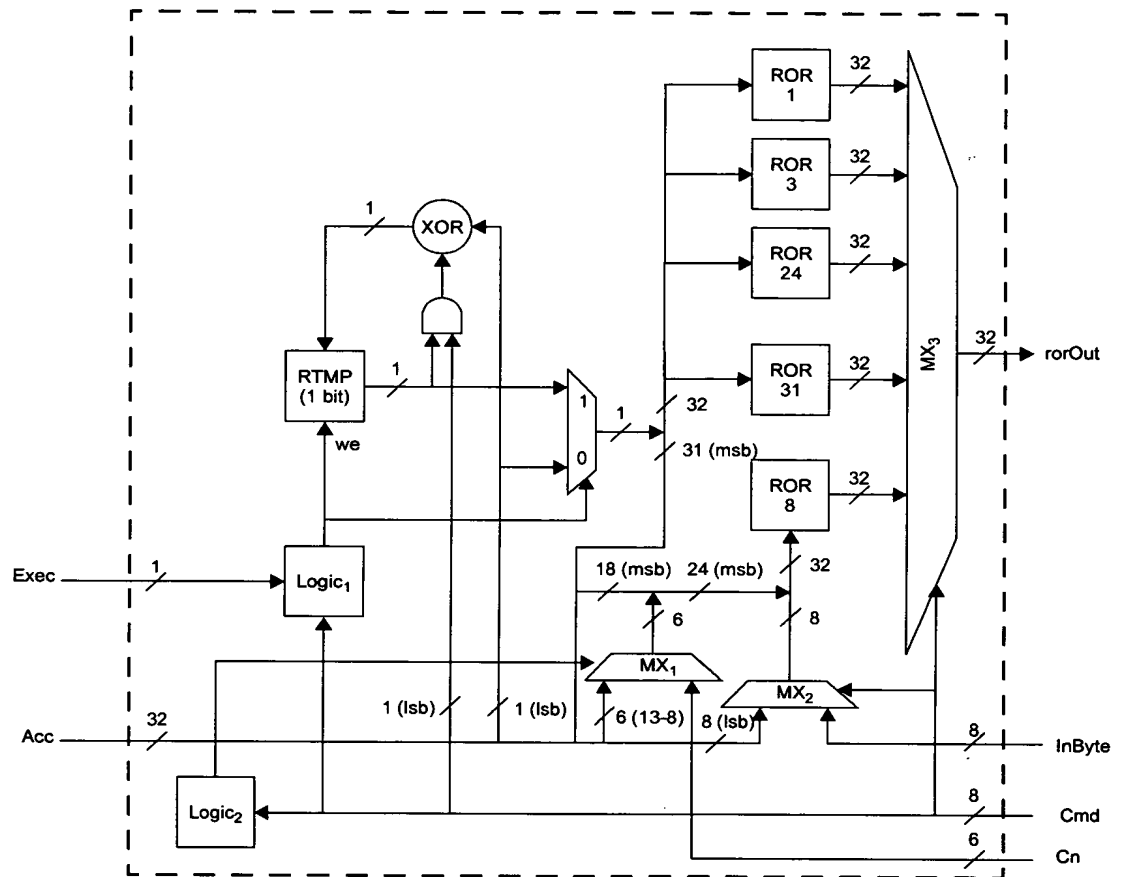 32
ROR
1
32
ROR
3
1
XOR
32
ROR
24
32
rorOut
MX3
RTMP
(1 bit)
1
1
32
ROR
31
32
1
0
we
31 (msb)
ROR
8
32
Exec
1
Logic1
18 (msb)
24 (msb)
32
6
8
MX1
MX2
1 (lsb)
1 (lsb)
6 (13–8)
8 (lsb)
Acc
32
8
InByte
Logic2
8
Cmd
6
Cn